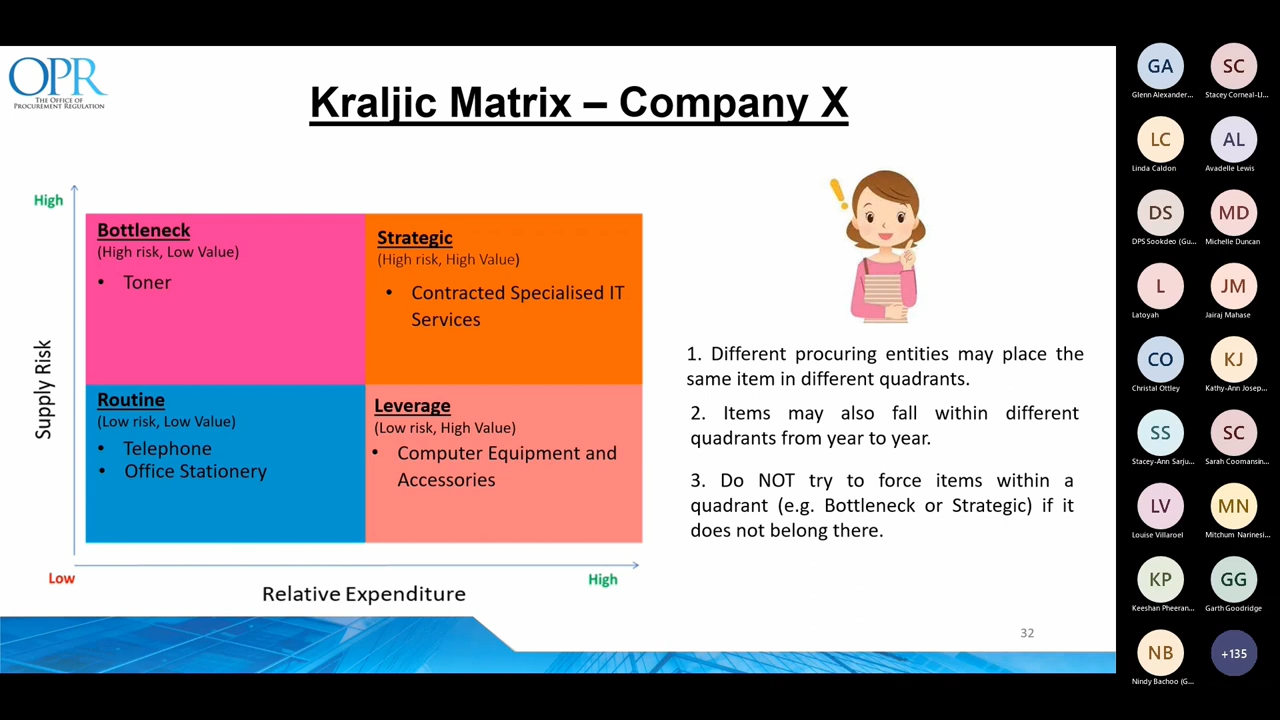 OPR
THE OFFICE OF
PROCUREMENT REGULATION
Kraljic Matrix – Company X
High
Supply Risk
Bottleneck
(High risk, Low Value)
• Toner
Strategic
(High risk, High Value)
• Contracted Specialised IT
Services
Routine
(Low risk, Low Value)
• Telephone
• Office Stationery
Leverage
(Low risk, High Value)
• Computer Equipment and
Accessories
Low
High
Relative Expenditure
1. Different procuring entities may place the
same item in different quadrants.
2. Items may also fall within different
quadrants from year to year.
3. Do NOT try to force items within a
quadrant (e.g. Bottleneck or Strategic) if it
does not belong there.
32
GA
SC
Glenn Alexander...
Stacey Corneal-Ll...
LC
AL
Linda Caldon
Avadelle Lewis
DS
MD
DPS Sookdeo (Gu...
Michelle Duncan
L
JM
Latoyah
Jairaj Mahase
CO
KJ
Christal Ottley
Kathy-Ann Josep...
SS
SC
Stacey-Ann Sarju...
Sarah Coomansin...
LV
MN
Louise Villaroel
Mitchum Narinesi...
KP
GG
Keeshan Pheeran...
Garth Goodridge
NB
+135
Nindy Bachoo (G...